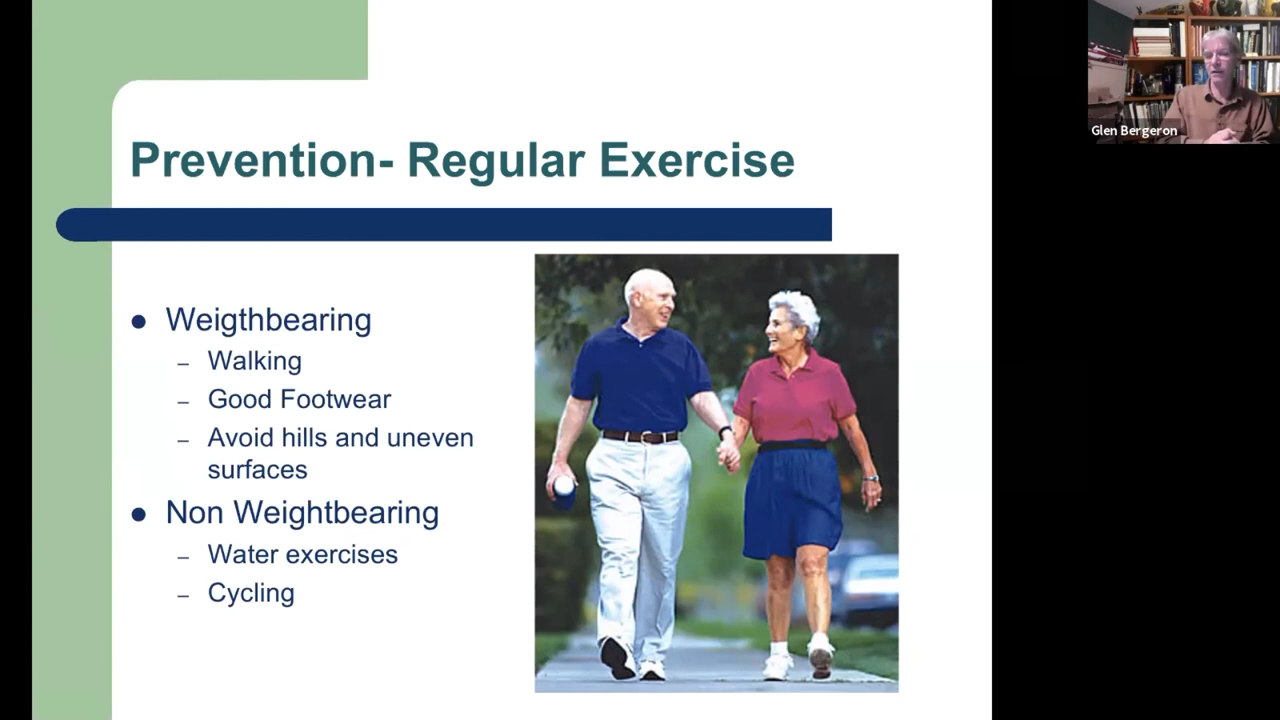 Prevention- Regular Exercise
Glen Bergeron
● Weigthbearing
– Walking
– Good Footwear
– Avoid hills and uneven
surfaces
● Non Weightbearing
– Water exercises
– Cycling